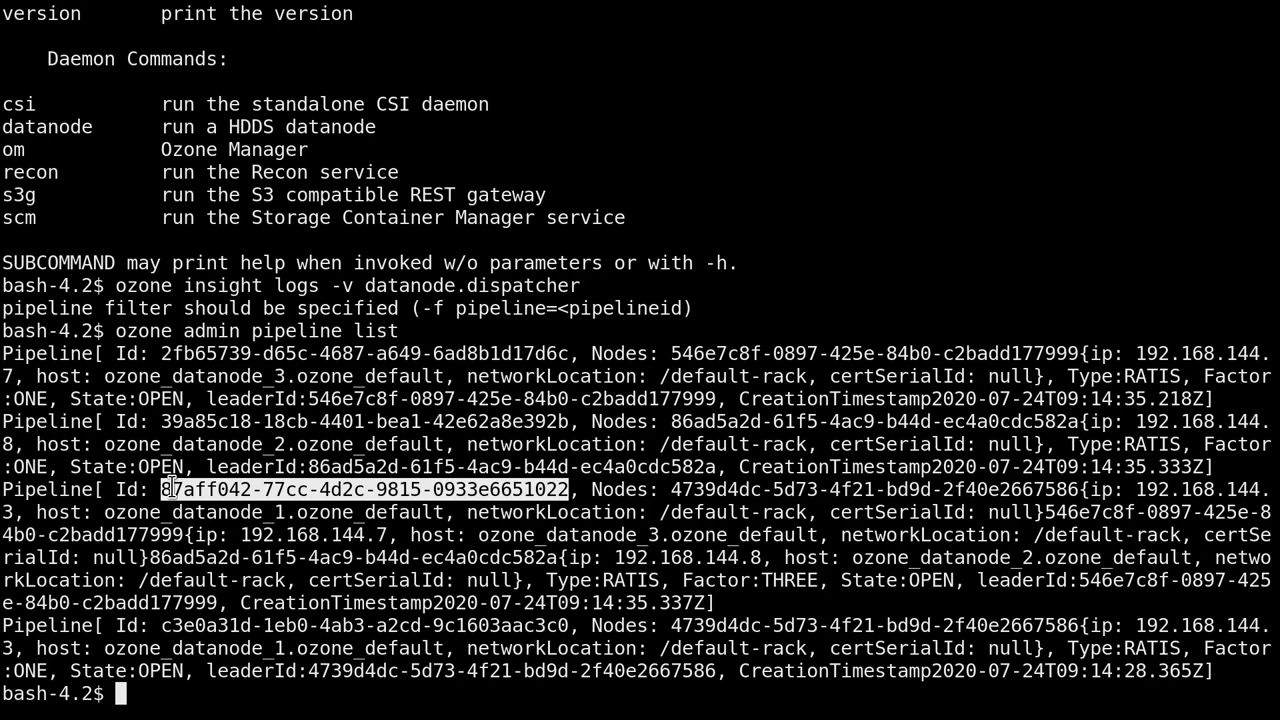 version       print the version
    Daemon Commands:
csi           run the standalone CSI daemon
datanode      run a HDDS datanode
om            Ozone Manager
recon         run the Recon service
s3g           run the S3 compatible REST gateway
scm           run the Storage Container Manager service
SUBCOMMAND may print help when invoked w/o parameters or with -h.
bash-4.2$ ozone insight logs -v datanode.dispatcher
pipeline filter should be specified (-f pipeline=<pipelineid)
bash-4.2$ ozone admin pipeline list
Pipeline[ Id: 2fb65739-d65c-4687-a649-6ad8b1d17d6c, Nodes: 546e7c8f-0897-425e-84b0-c2badd177999{ip: 192.168.144.
7, host: ozone_datanode_3.ozone_default, networkLocation: /default-rack, certSerialId: null}, Type:RATIS, Factor
:ONE, State:OPEN, leaderId:546e7c8f-0897-425e-84b0-c2badd177999, CreationTimestamp2020-07-24T09:14:35.218Z]
Pipeline[ Id: 39a85c18-18cb-4401-bea1-42e62a8e392b, Nodes: 86ad5a2d-61f5-4ac9-b44d-ec4a0cdc582a{ip: 192.168.144.
8, host: ozone_datanode_2.ozone_default, networkLocation: /default-rack, certSerialId: null}, Type:RATIS, Factor
:ONE, State:OPEN, leaderId:86ad5a2d-61f5-4ac9-b44d-ec4a0cdc582a, CreationTimestamp2020-07-24T09:14:35.333Z]
Pipeline[ Id: 87aff042-77cc-4d2c-9815-0933e6651022, Nodes: 4739d4dc-5d73-4f21-bd9d-2f40e2667586{ip: 192.168.144.
3, host: ozone_datanode_1.ozone_default, networkLocation: /default-rack, certSerialId: null}546e7c8f-0897-425e-8
4b0-c2badd177999{ip: 192.168.144.7, host: ozone_datanode_3.ozone_default, networkLocation: /default-rack, certSe
rialId: null}86ad5a2d-61f5-4ac9-b44d-ec4a0cdc582a{ip: 192.168.144.8, host: ozone_datanode_2.ozone_default, netwo
rkLocation: /default-rack, certSerialId: null}, Type:RATIS, Factor:THREE, State:OPEN, leaderId:546e7c8f-0897-425
e-84b0-c2badd177999, CreationTimestamp2020-07-24T09:14:35.337Z]
Pipeline[ Id: c3e0a31d-1eb0-4ab3-a2cd-9c1603aac3c0, Nodes: 4739d4dc-5d73-4f21-bd9d-2f40e2667586{ip: 192.168.144.
3, host: ozone_datanode_1.ozone_default, networkLocation: /default-rack, certSerialId: null}, Type:RATIS, Factor
:ONE, State:OPEN, leaderId:4739d4dc-5d73-4f21-bd9d-2f40e2667586, CreationTimestamp2020-07-24T09:14:28.365Z]
bash-4.2$